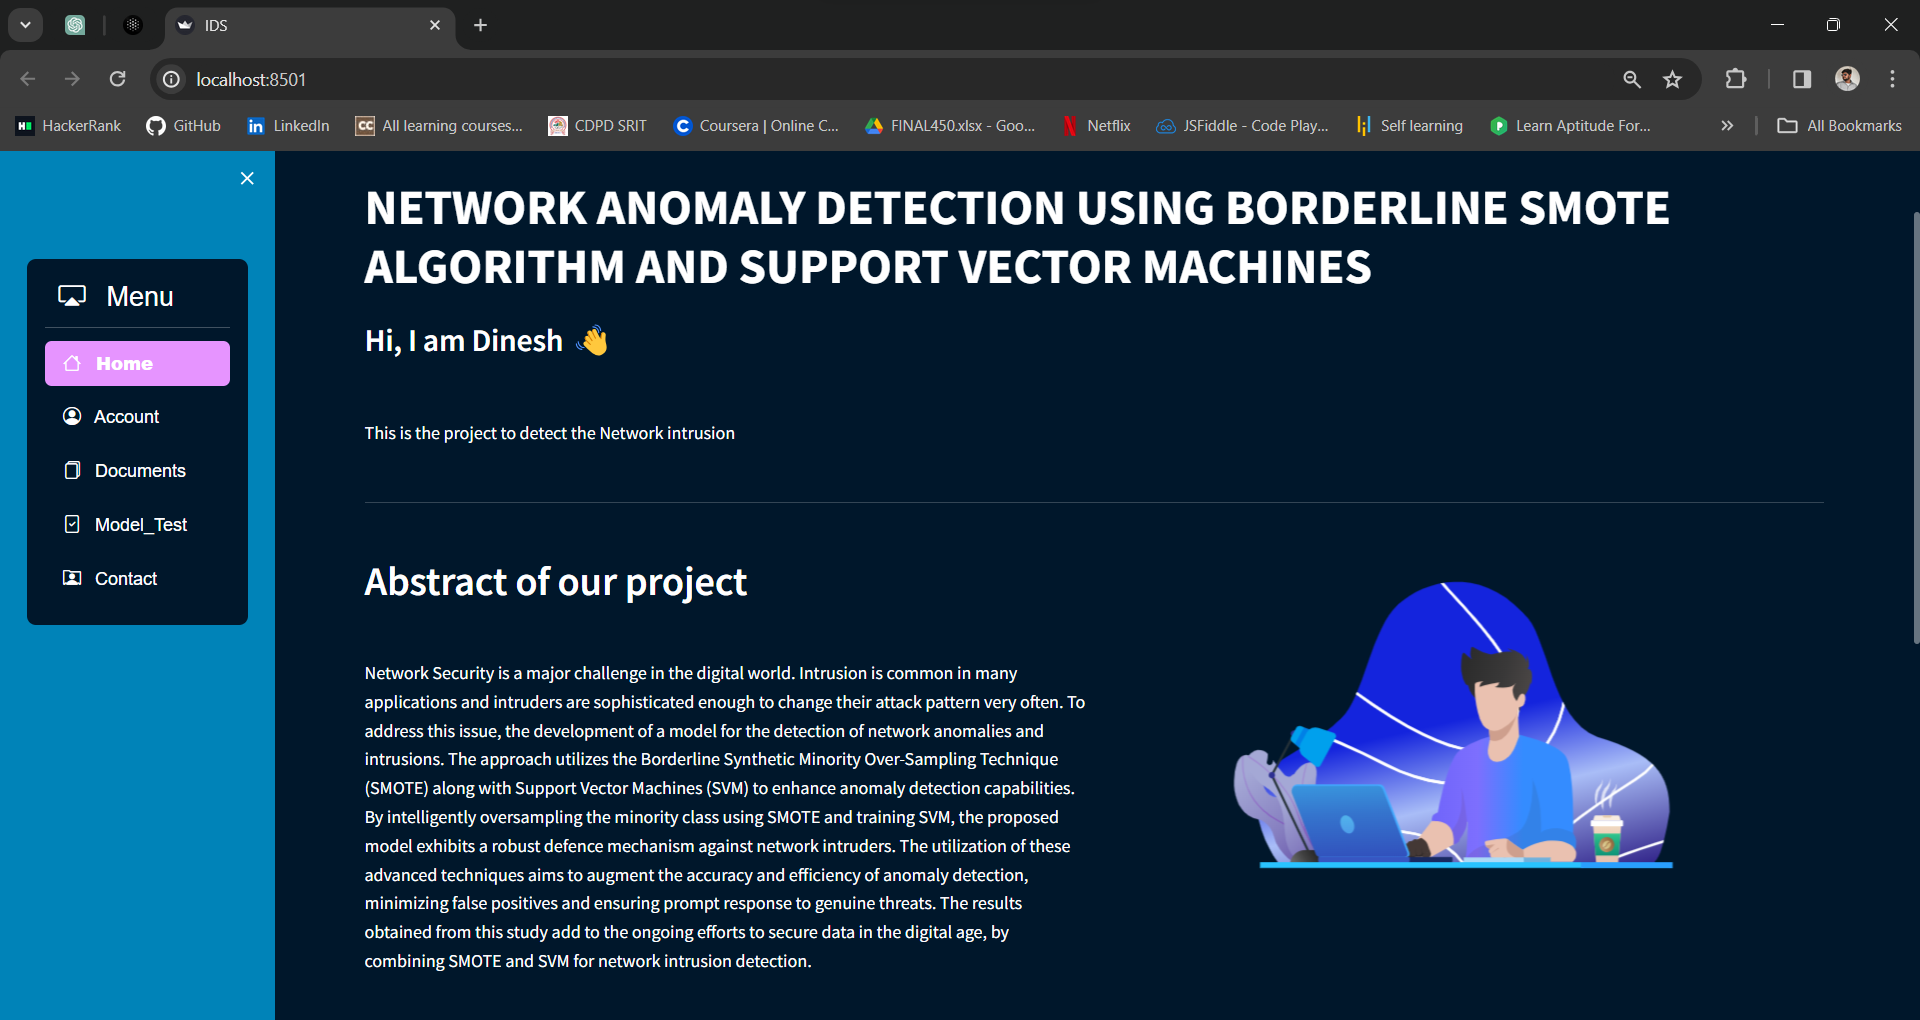 IDS
localhost:8501
HackerRank GitHub LinkedIn CC All learning courses... CDPD SRIT Coursera | Online C... FINAL450.xlsx - Goo... Netflix JSFiddle - Code Play... Self learning Learn Aptitude For... All Bookmarks
Menu
Home
Account
Documents
Model_Test
Contact
NETWORK ANOMALY DETECTION USING BORDERLINE SMOTE
ALGORITHM AND SUPPORT VECTOR MACHINES
Hi, I am Dinesh 👋
This is the project to detect the Network intrusion
Abstract of our project
Network Security is a major challenge in the digital world. Intrusion is common in many
applications and intruders are sophisticated enough to change their attack pattern very often. To
address this issue, the development of a model for the detection of network anomalies and
intrusions. The approach utilizes the Borderline Synthetic Minority Over-Sampling Technique
(SMOTE) along with Support Vector Machines (SVM) to enhance anomaly detection capabilities.
By intelligently oversampling the minority class using SMOTE and training SVM, the proposed
model exhibits a robust defence mechanism against network intruders. The utilization of these
advanced techniques aims to augment the accuracy and efficiency of anomaly detection,
minimizing false positives and ensuring prompt response to genuine threats. The results
obtained from this study add to the ongoing efforts to secure data in the digital age, by
combining SMOTE and SVM for network intrusion detection.